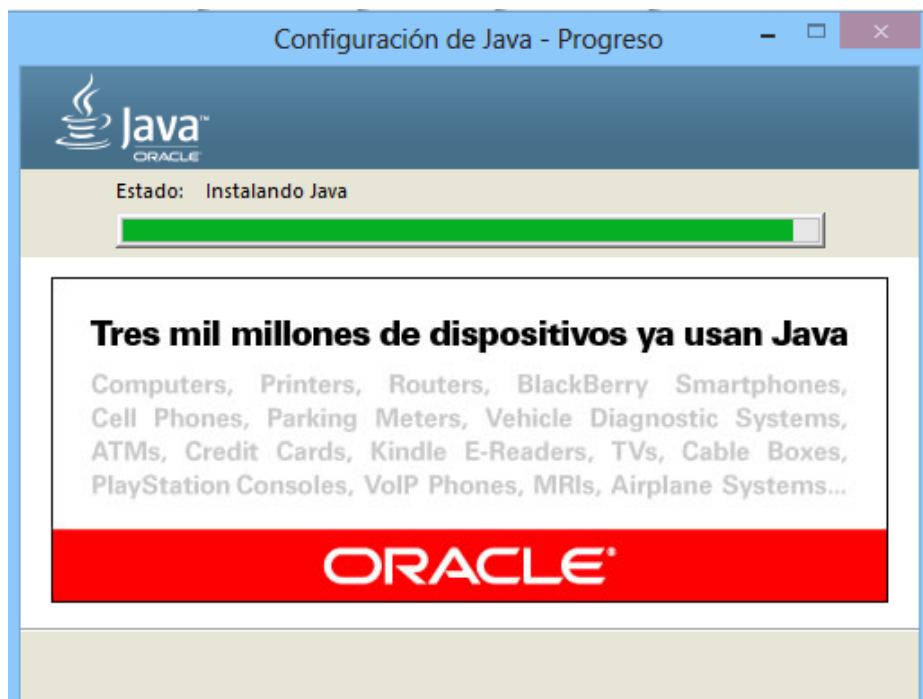 Configuración de Java - Progreso
Java™
ORACLE
Estado: Instalando Java
Tres mil millones de dispositivos ya usan Java
Computers, Printers, Routers, BlackBerry Smartphones,
Cell Phones, Parking Meters, Vehicle Diagnostic Systems,
ATMs, Credit Cards, Kindle E-Readers, TVs, Cable Boxes,
PlayStation Consoles, VoIP Phones, MRIs, Airplane Systems...
ORACLE®